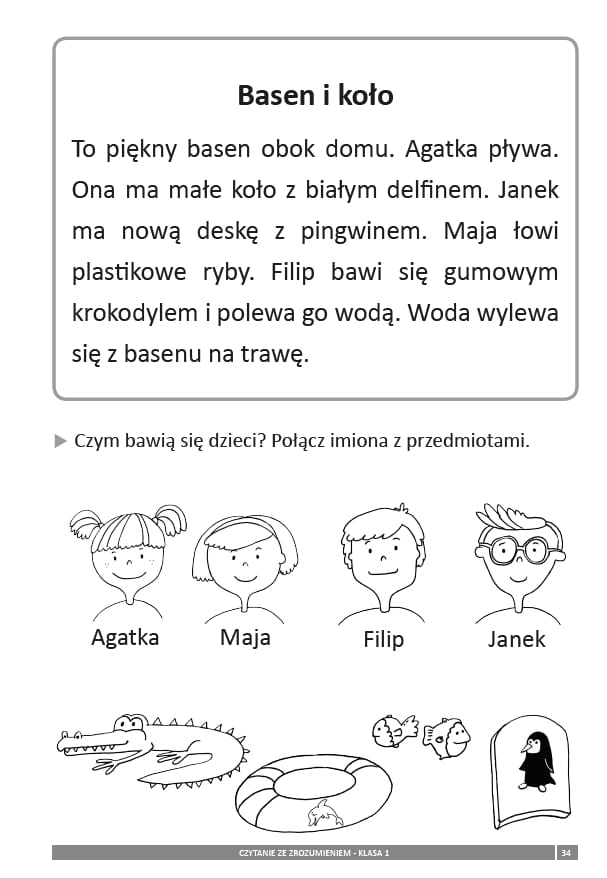 Basen i koło
To piękny basen obok domu. Agatka pływa.
Ona ma małe koło z białym delfinem. Janek
ma nową deskę z pingwinem. Maja łowi
plastikowe ryby. Filip bawi się gumowym
krokodylem i polewa go wodą. Woda wylewa
się z basenu na trawę.
Czym bawią się dzieci? Połącz imiona z przedmiotami.
Agatka Maja Filip Janek
CZYTANIE ZE ZROZUMIENIEM - KLASA 1 34